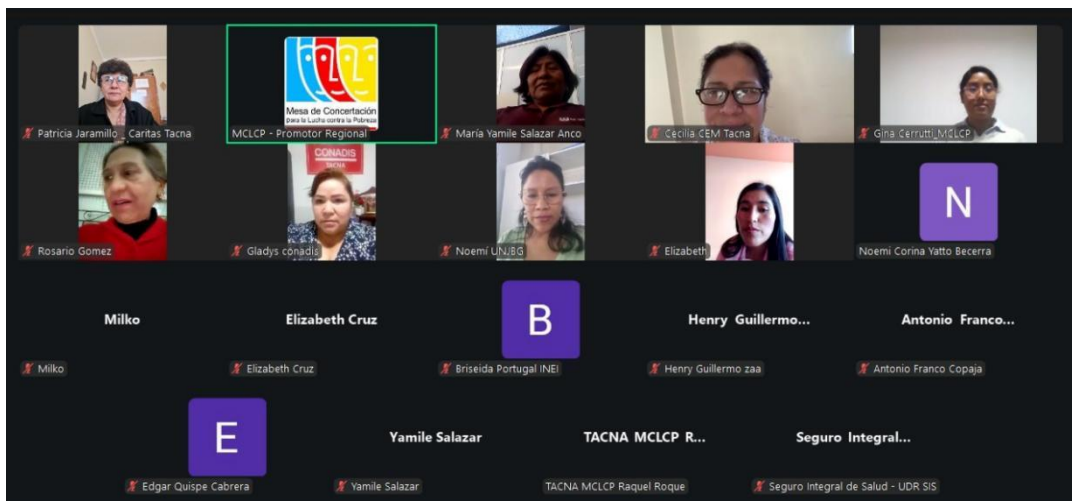 Patricia Jaramillo _ Caritas Tacna
Mesa de Concertación
para la Lucha contra la Pobreza
MCLCP - Promotor Regional
María Yamile Salazar Anco
Cecilia CEM Tacna
Gina Cerrutti_MCLCP
Rosario Gomez
CONADIS
TACNA
Gladys conadis
Noemí UNJBG
Elizabeth
N
Noemi Corina Yatto Becerra
Milko
Milko
Elizabeth Cruz
Elizabeth Cruz
B
Briseida Portugal INEI
Henry Guillermo...
Henry Guillermo zaa
Antonio Franco...
Antonio Franco Copaja
E
Edgar Quispe Cabrera
Yamile Salazar
Yamile Salazar
TACNA MCLCP R...
TACNA MCLCP Raquel Roque
Seguro Integral...
Seguro Integral de Salud - UDR SIS